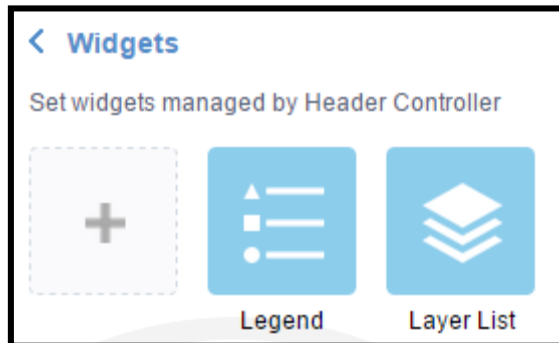 Widgets
Set widgets managed by Header Controller
Legend
Layer List